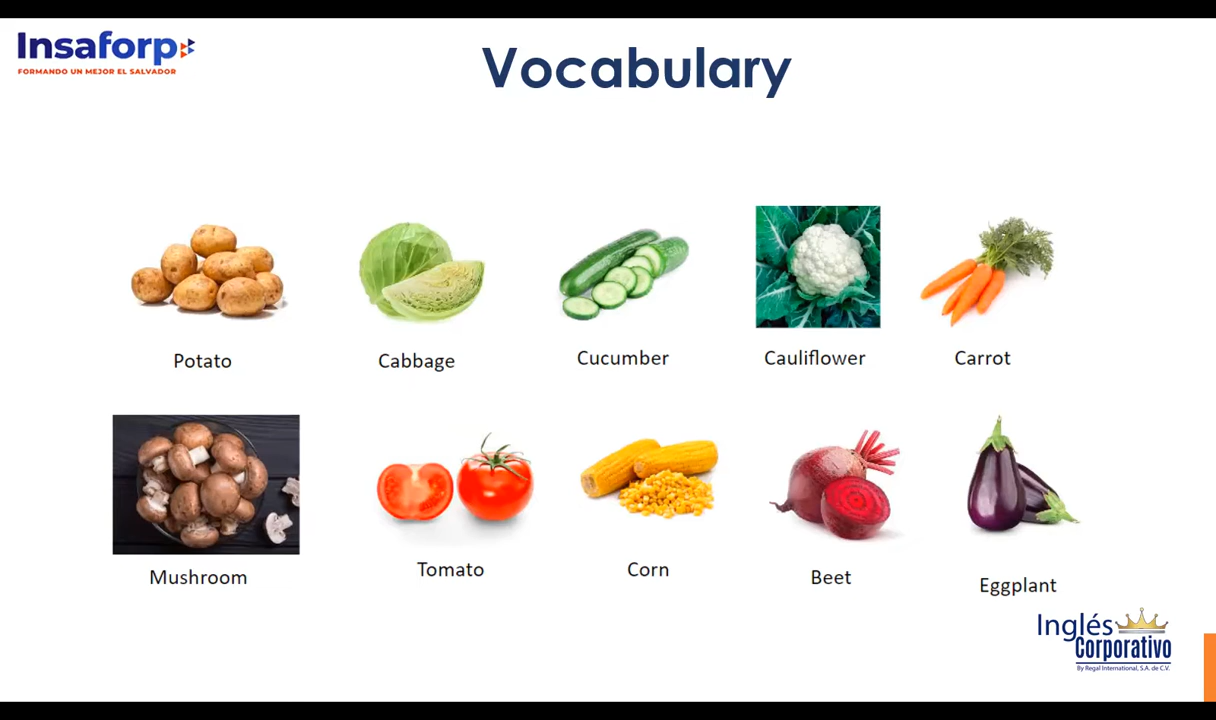 Insaforp
FORMANDO UN MEJOR EL SALVADOR
Vocabulary
Potato
Cabbage
Cucumber
Cauliflower
Carrot
Mushroom
Tomato
Corn
Beet
Eggplant
Inglés
Corporativo
By Regal International, S.A. de C.V.